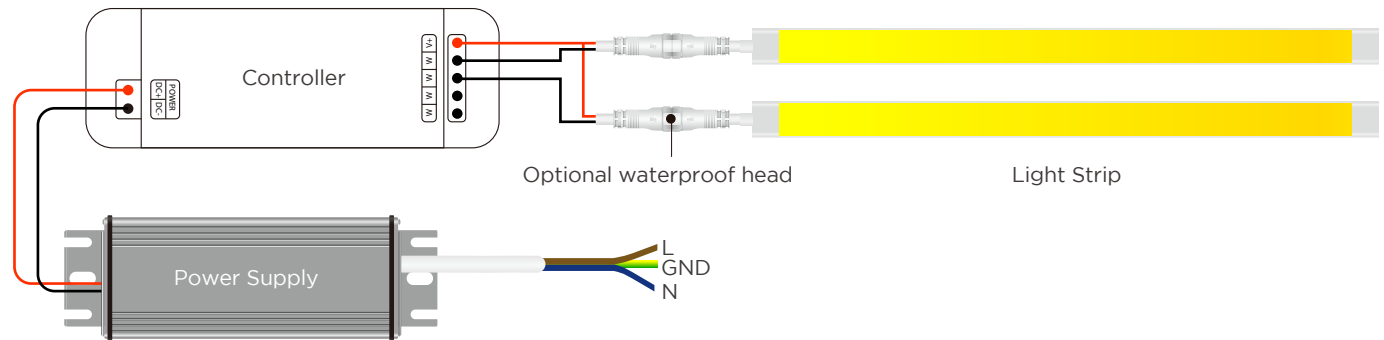 Controller
POWER
DC+
DC-
V+
W
W
W
W
Optional waterproof head
Light Strip
Power Supply
L
GND
N